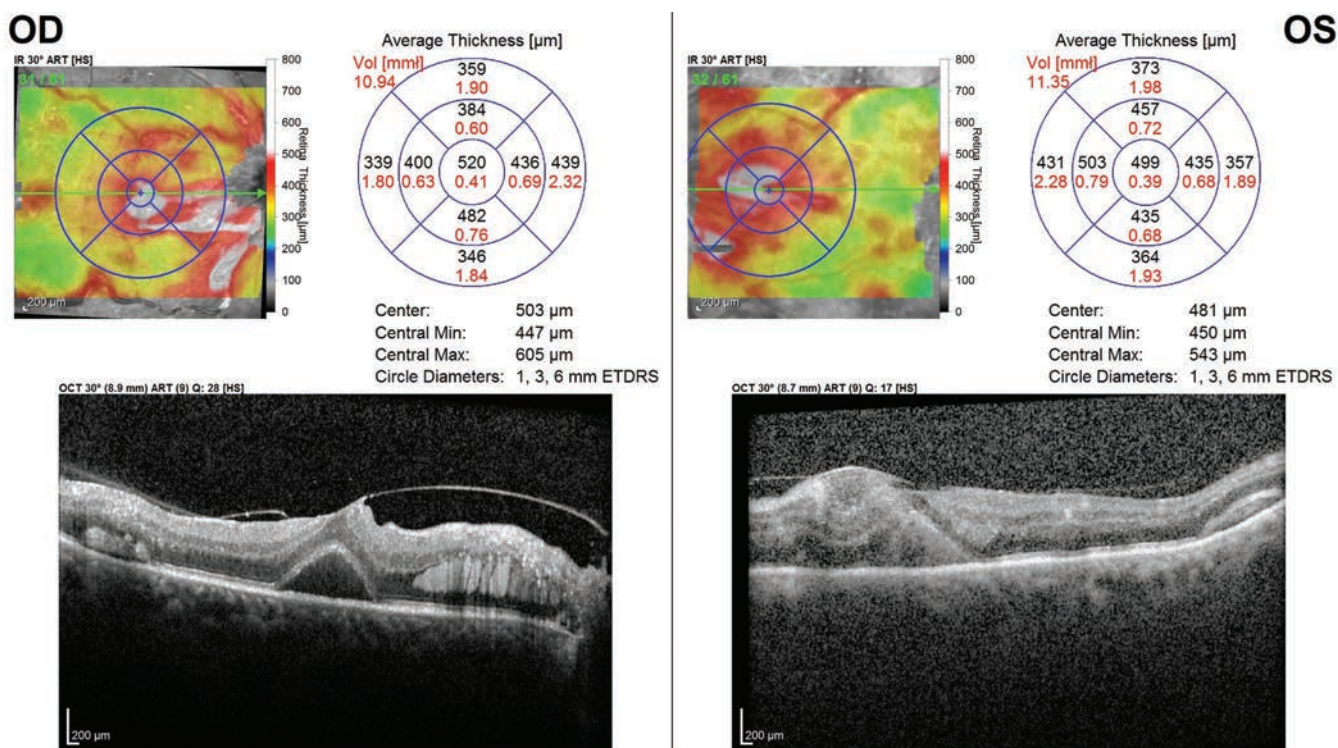 OD
IR 30° ART [HS]
31 / 61
800
700
600
500
400
300
200
100
0
Retina Thickness [µm]
200 µm
Average Thickness [µm]
Vol [mmł]
10.94
359
1.90
384
0.60
339 400 520 436 439
1.80 0.63 0.41 0.69 2.32
482
0.76
346
1.84
Center: 503 µm
Central Min: 447 µm
Central Max: 605 µm
Circle Diameters: 1, 3, 6 mm ETDRS
OCT 30° (8.9 mm) ART (9) Q: 28 [HS]
200 µm
OS
IR 30° ART [HS]
32 / 61
800
700
600
500
400
300
200
100
0
Retina Thickness [µm]
200 µm
Average Thickness [µm]
Vol [mmł]
11.35
373
1.98
457
0.72
431 503 499 435 357
2.28 0.79 0.39 0.68 1.89
435
0.68
364
1.93
Center: 481 µm
Central Min: 450 µm
Central Max: 543 µm
Circle Diameters: 1, 3, 6 mm ETDRS
OCT 30° (8.7 mm) ART (9) Q: 17 [HS]
200 µm